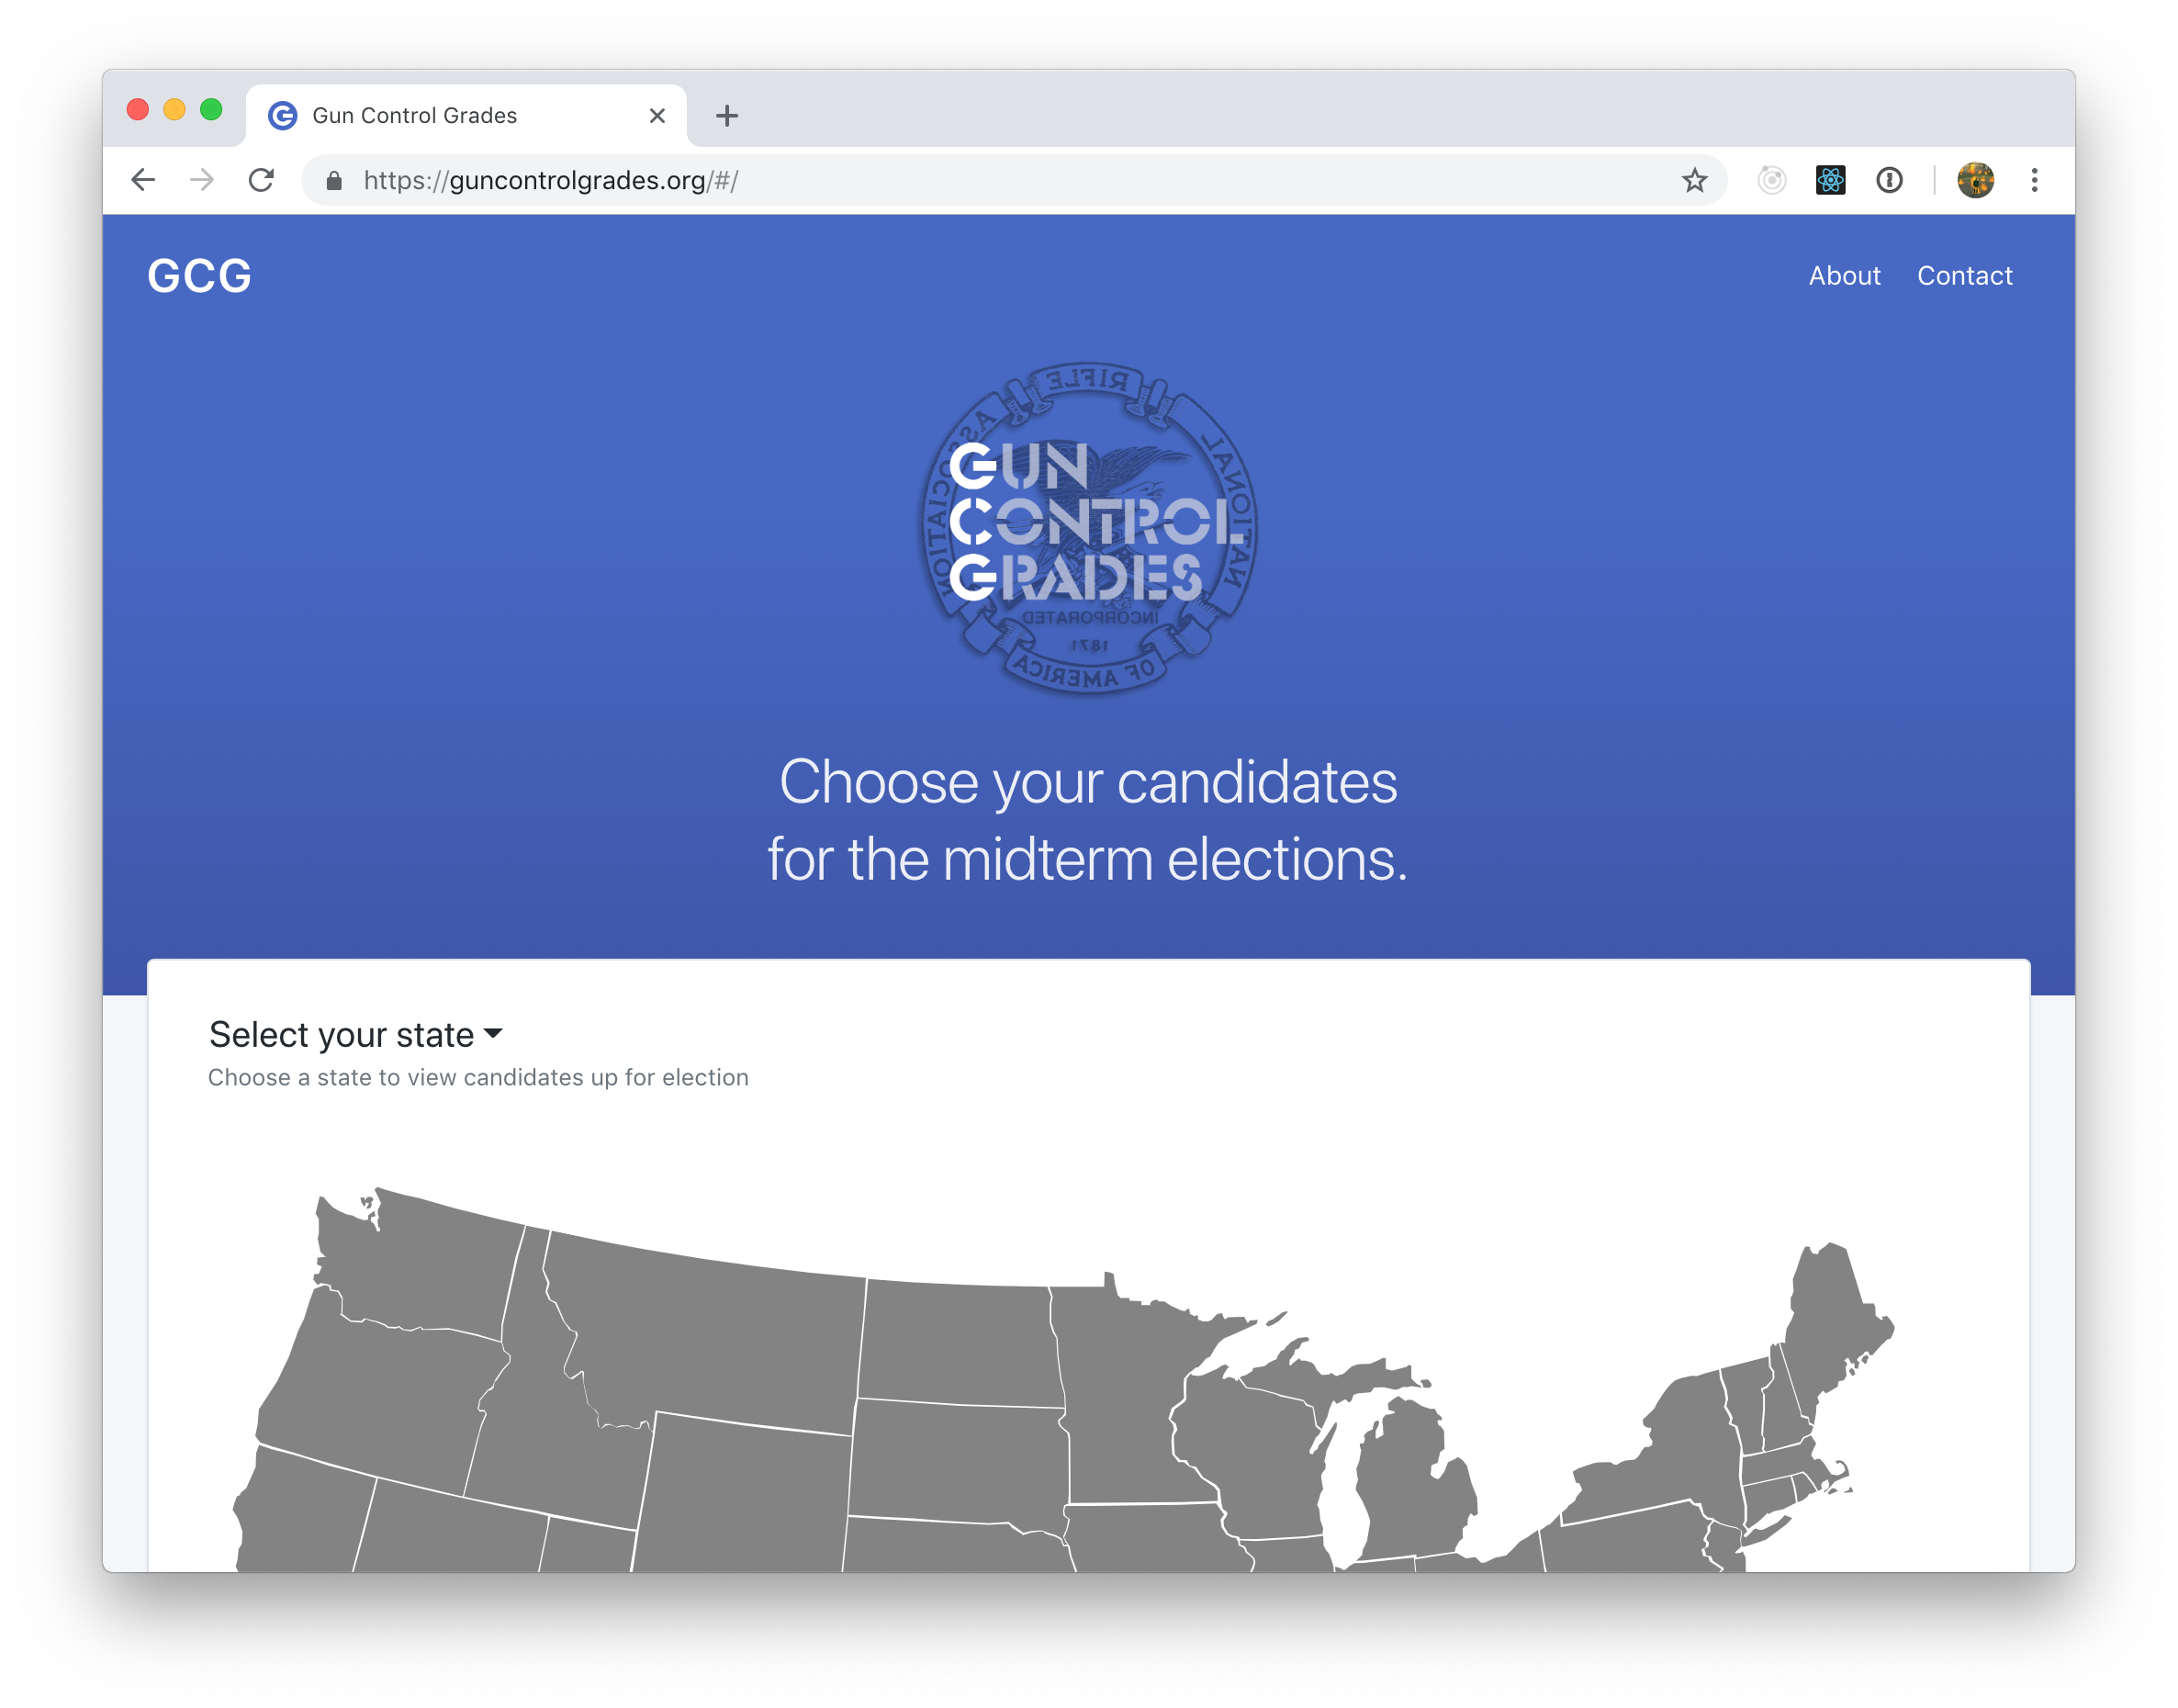 Gun Control Grades
https://guncontrolgrades.org/#/
GCG
About
Contact
NATIONAL RIFLE ASSOCIATION
GUN
CONTROL
GRADES
INCORPORATED
1871
OF AMERICA
Choose your candidates
for the midterm elections.
Select your state
Choose a state to view candidates up for election